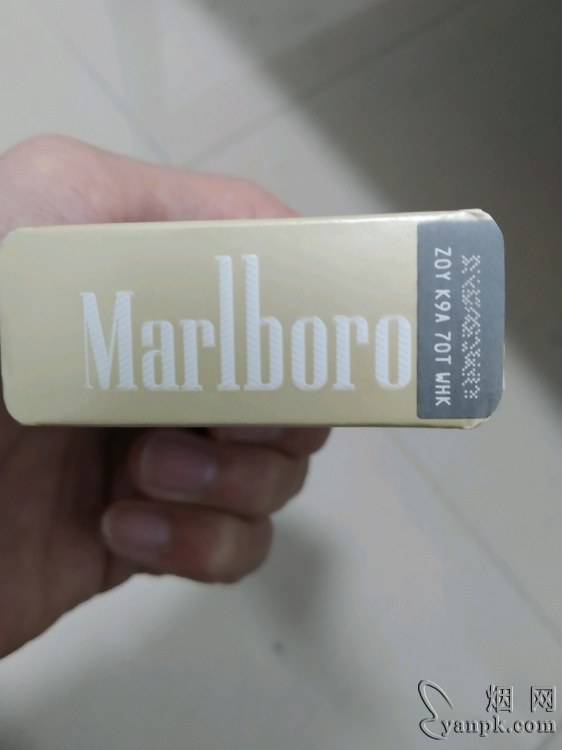 Marlboro
ZOY K9A 7OT WHK
烟网
yanpk.com